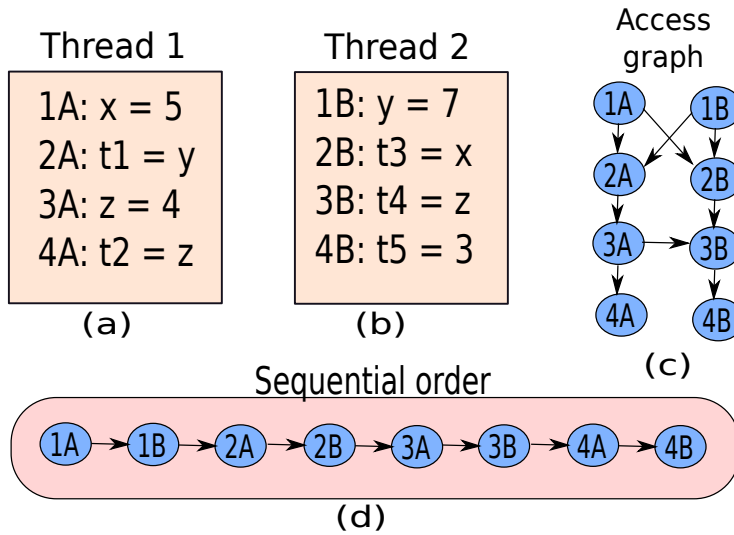 Thread 1
1A: x = 5
2A: t1 = y
3A: z = 4
4A: t2 = z
(a)
Thread 2
1B: y = 7
2B: t3 = x
3B: t4 = z
4B: t5 = 3
(b)
Access
graph
1A 1B
2A 2B
3A 3B
4A 4B
(c)
Sequential order
1A 1B 2A 2B 3A 3B 4A 4B
(d)